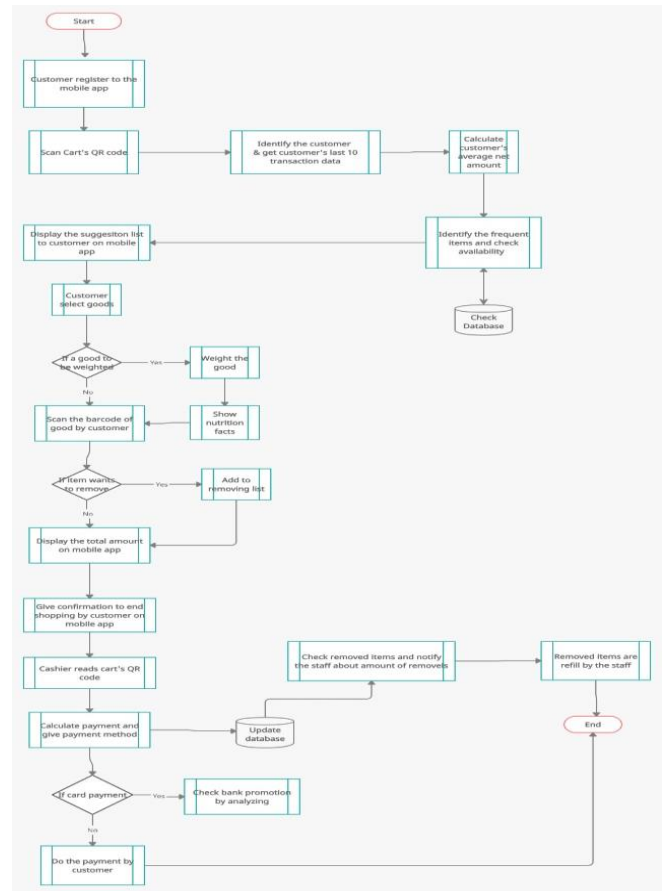 Start
Customer register to the
mobile app
Scan Cart's QR code
Identify the customer
& get customer's last 10
transaction data
Calculate
customer's
average net
amount
Display the suggesiton list
to customer on mobile
app
Identify the frequent
items and check
availability
Customer
select goods
Check
Database
If a good to
be weighted
Yes
Weight the
good
No
Scan the barcode of
good by customer
Show
nutrition
facts
If item wants
to remove
Yes
Add to
removing list
No
Display the total amount
on mobile app
Give confirmation to end
shopping by customer on
mobile app
Cashier reads cart's QR
code
Check removed items and notify
the staff about amount of removels
Removed items are
refill by the staff
Calculate payment and
give payment method
Update
database
End
If card payment
Yes
Check bank promotion
by analyzing
No
Do the payment by
customer